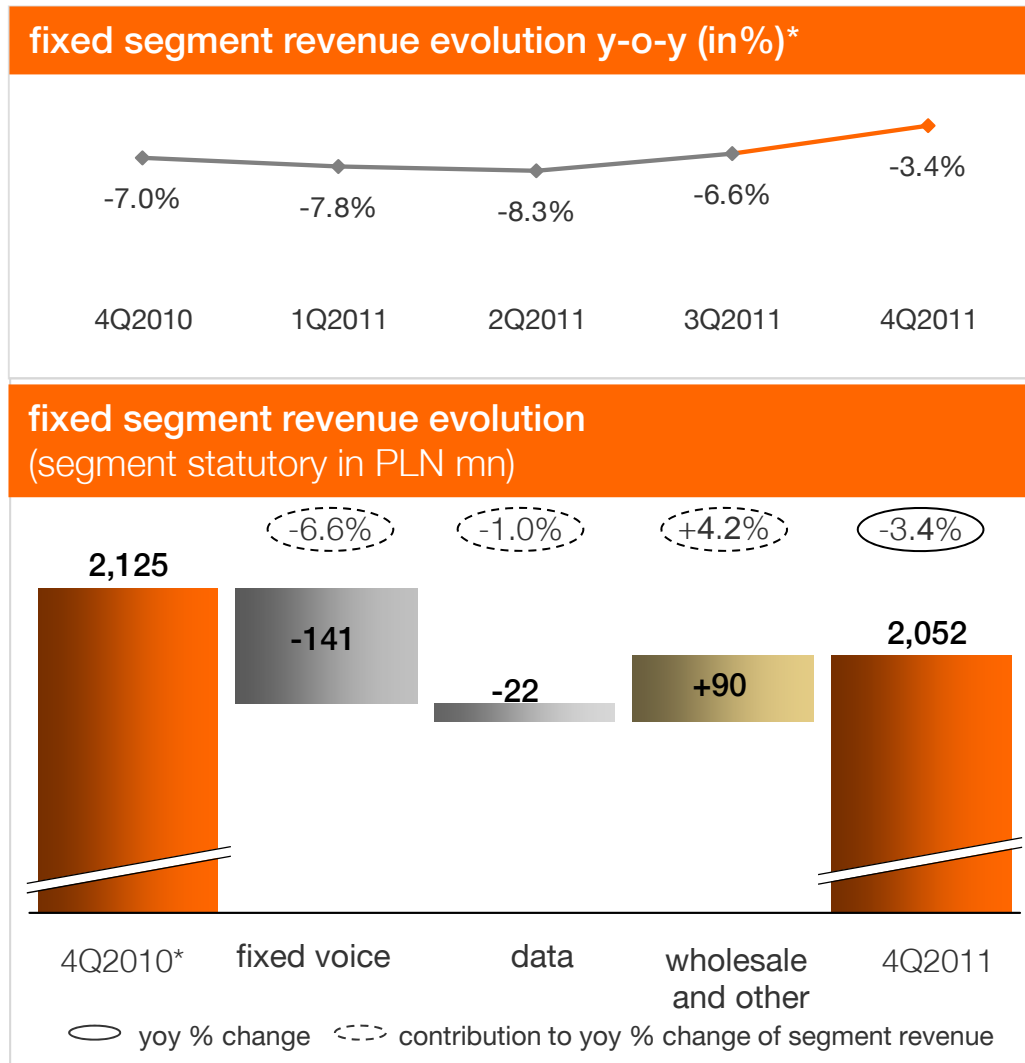 fixed segment revenue evolution y-o-y (in%)*
-7.0%
-7.8%
-8.3%
-6.6%
-3.4%
4Q2010
1Q2011
2Q2011
3Q2011
4Q2011
fixed segment revenue evolution
(segment statutory in PLN mn)
-6.6%
-1.0%
+4.2%
-3.4%
2,125
-141
-22
+90
2,052
4Q2010*
fixed voice
data
wholesale
and other
4Q2011
yoy % change
contribution to yoy % change of segment revenue